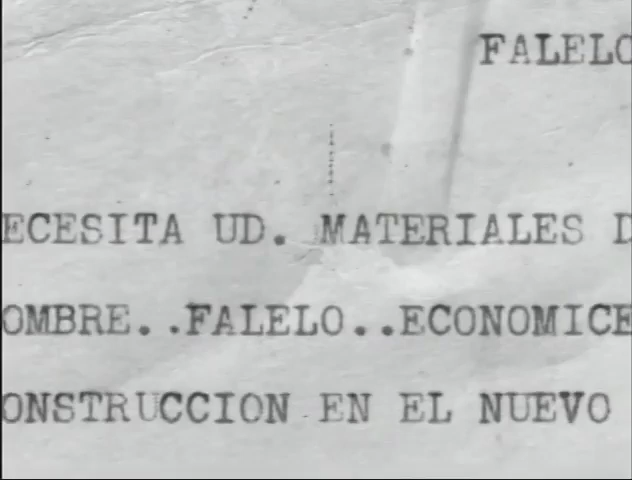 FALELO
ECESITA UD. MATERIALES D
OMBRE..FALELO..ECONOMICE
ONSTRUCCION EN EL NUEVO